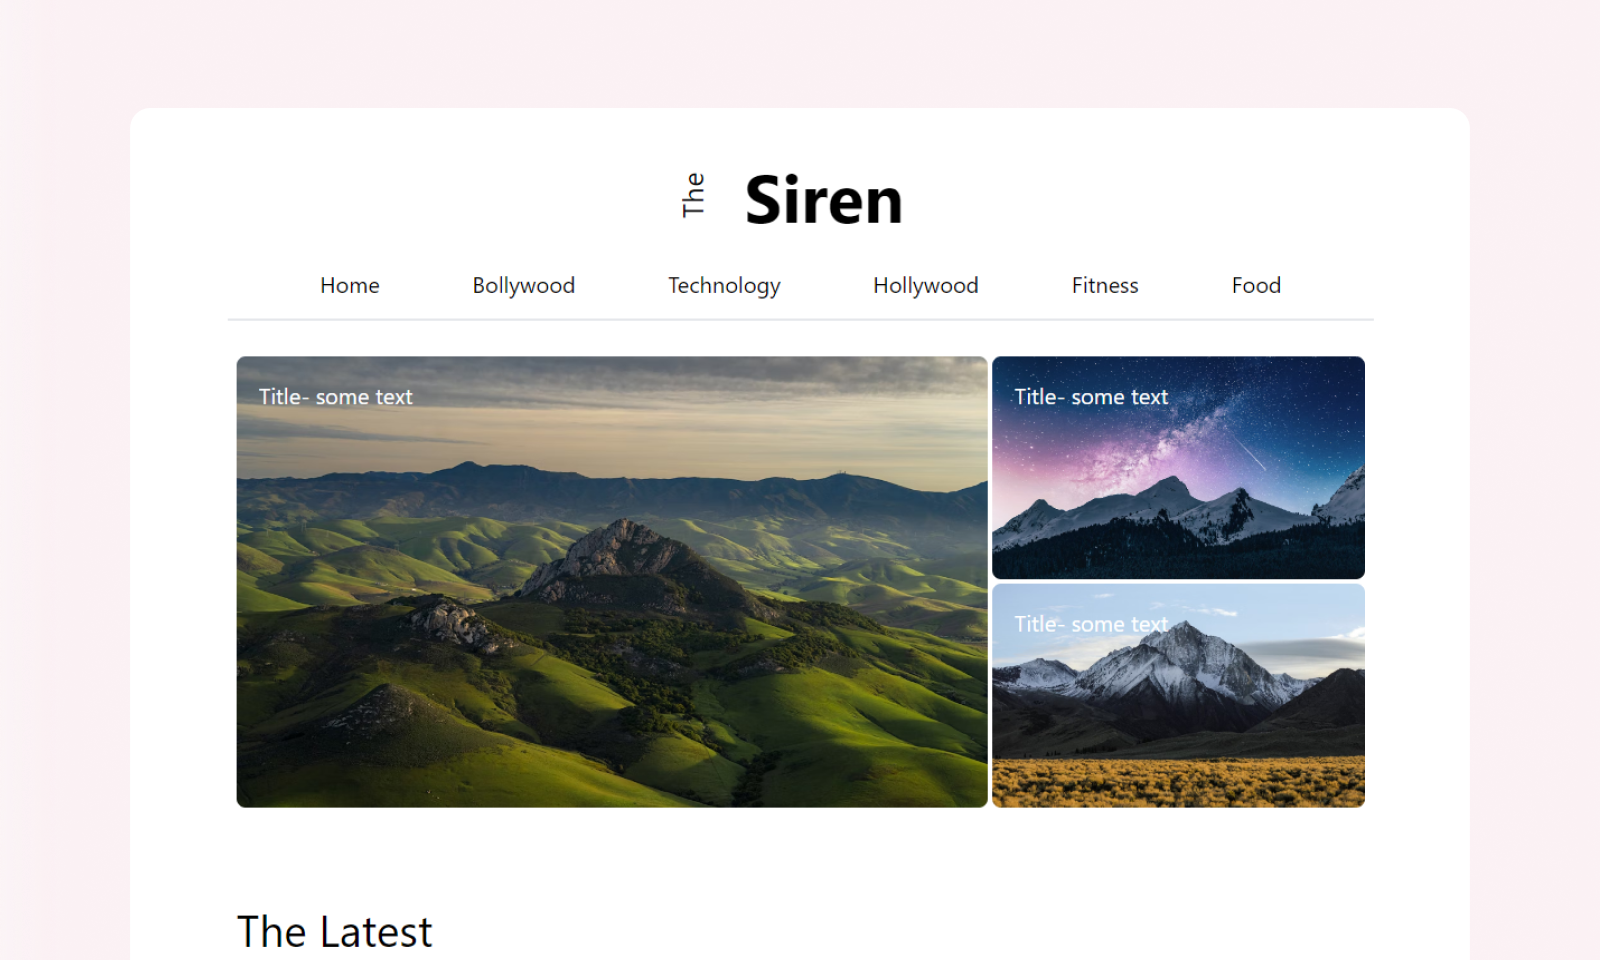 The Siren
Home Bollywood Technology Hollywood Fitness Food
Title- some text
Title- some text
Title- some text
The Latest